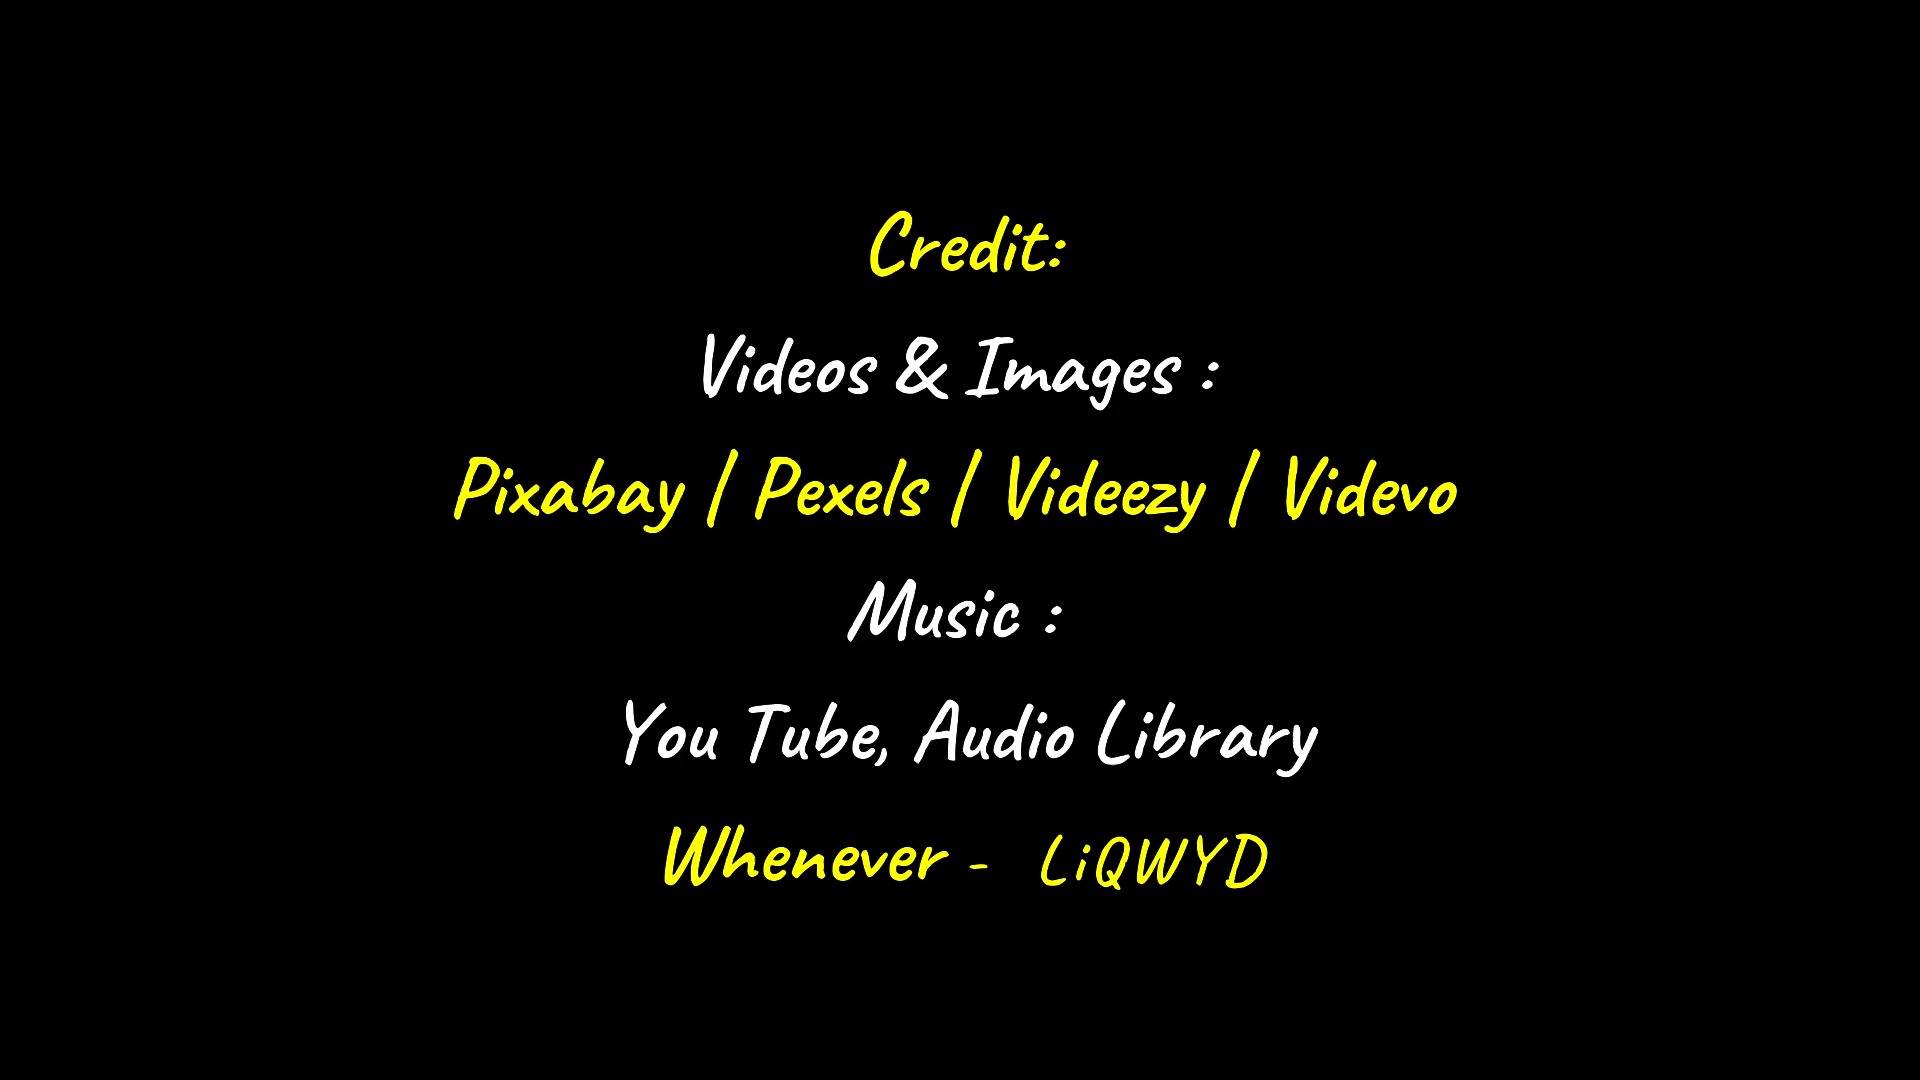 Credit:
Videos & Images :
Pixabay | Pexels | Videezy | Videvo
Music :
You Tube, Audio Library
Whenever - LiQWYD